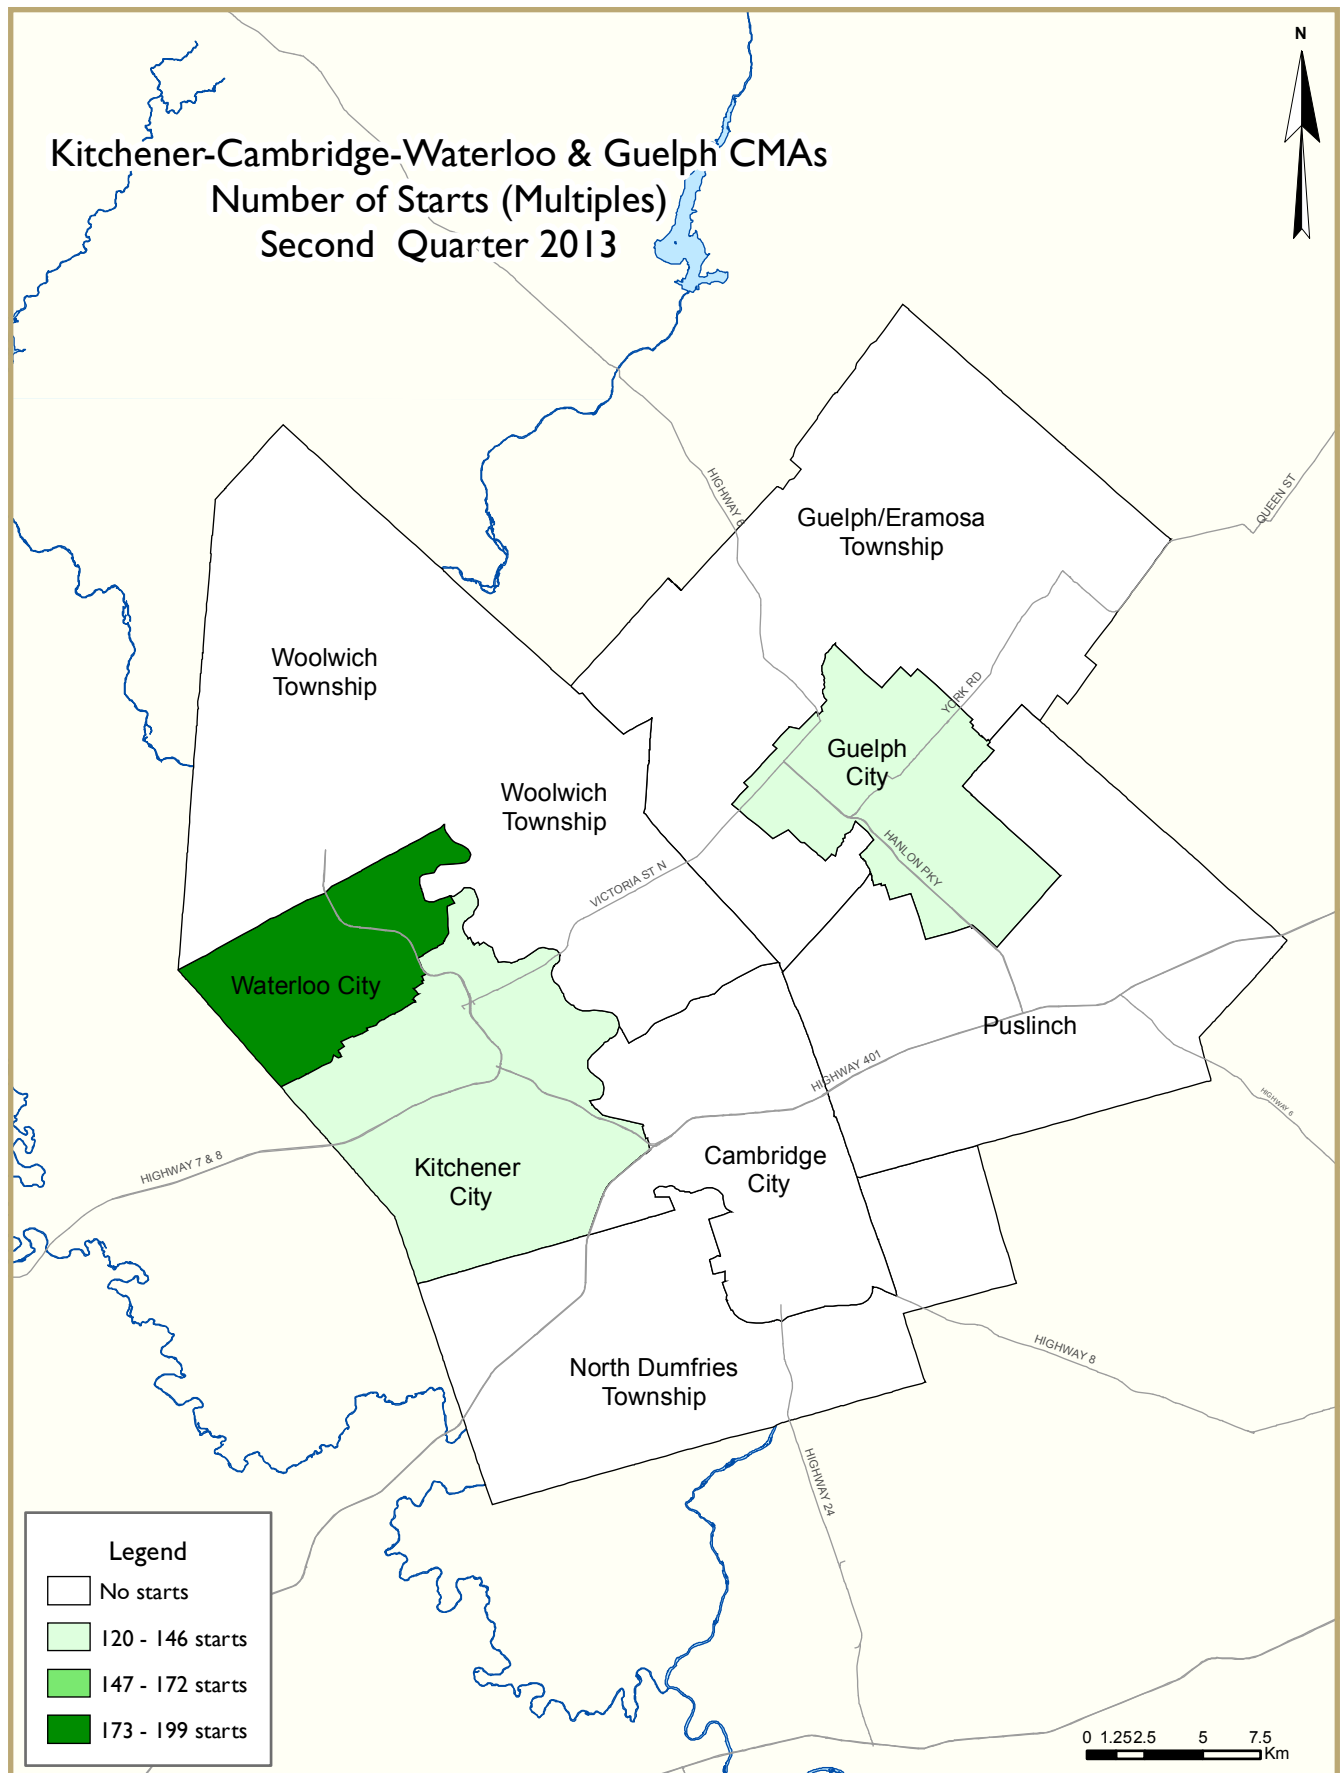 N
Kitchener-Cambridge-Waterloo & Guelph CMAs
Number of Starts (Multiples)
Second Quarter 2013
HIGHWAY 6
QUEEN ST
Guelph/Eramosa
Township
Woolwich
Township
YORK RD
Guelph
City
Woolwich
Township
HANLON PKY
VICTORIA ST N
Waterloo City
Puslinch
HIGHWAY 401
HIGHWAY 6
HIGHWAY 7 & 8
Kitchener
City
Cambridge
City
HIGHWAY 8
North Dumfries
Township
HIGHWAY 24
Legend
No starts
120 - 146 starts
147 - 172 starts
173 - 199 starts
0 1.25 2.5 5 7.5
Km